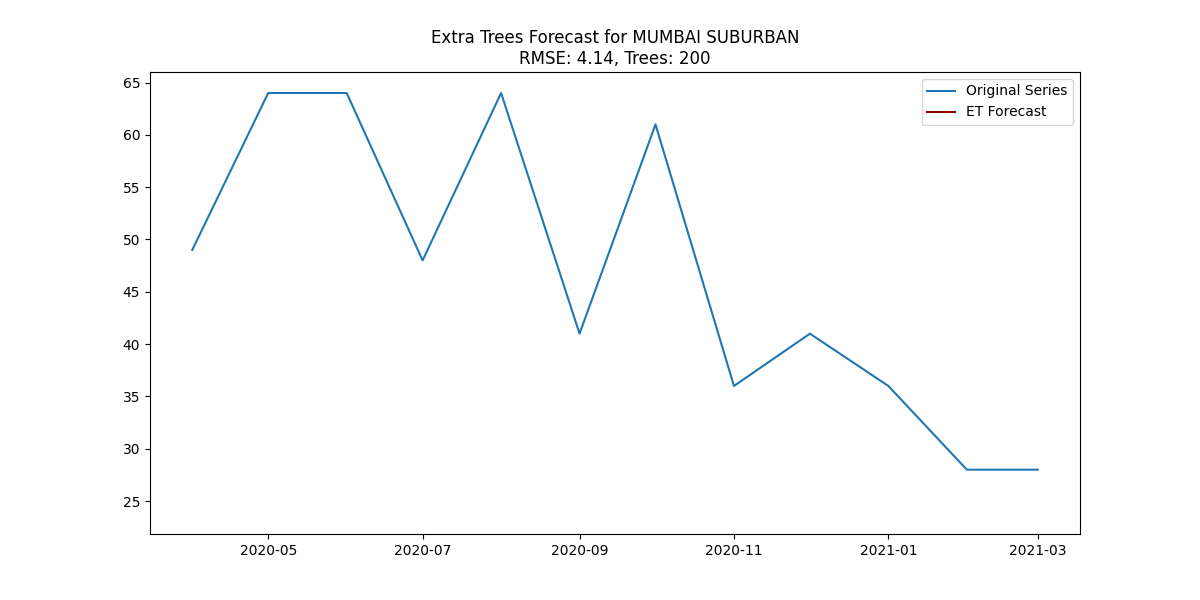 Extra Trees Forecast for MUMBAI SUBURBAN
RMSE: 4.14, Trees: 200
Original Series
ET Forecast
65
60
55
50
45
40
35
30
25
2020-05 2020-07 2020-09 2020-11 2021-01 2021-03